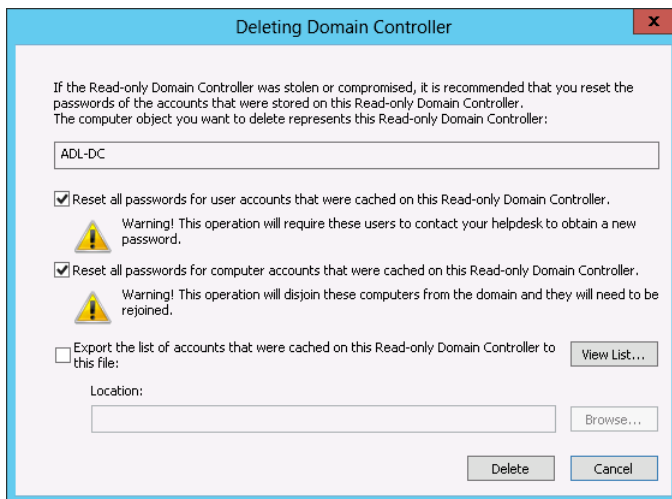 Deleting Domain Controller
x
If the Read-only Domain Controller was stolen or compromised, it is recommended that you reset the
passwords of the accounts that were stored on this Read-only Domain Controller.
The computer object you want to delete represents this Read-only Domain Controller:
ADL-DC
Reset all passwords for user accounts that were cached on this Read-only Domain Controller.
Warning! This operation will require these users to contact your helpdesk to obtain a new
password.
Reset all passwords for computer accounts that were cached on this Read-only Domain Controller.
Warning! This operation will disjoin these computers from the domain and they will need to be
rejoined.
Export the list of accounts that were cached on this Read-only Domain Controller to
this file:
View List...
Location:
Browse...
Delete
Cancel